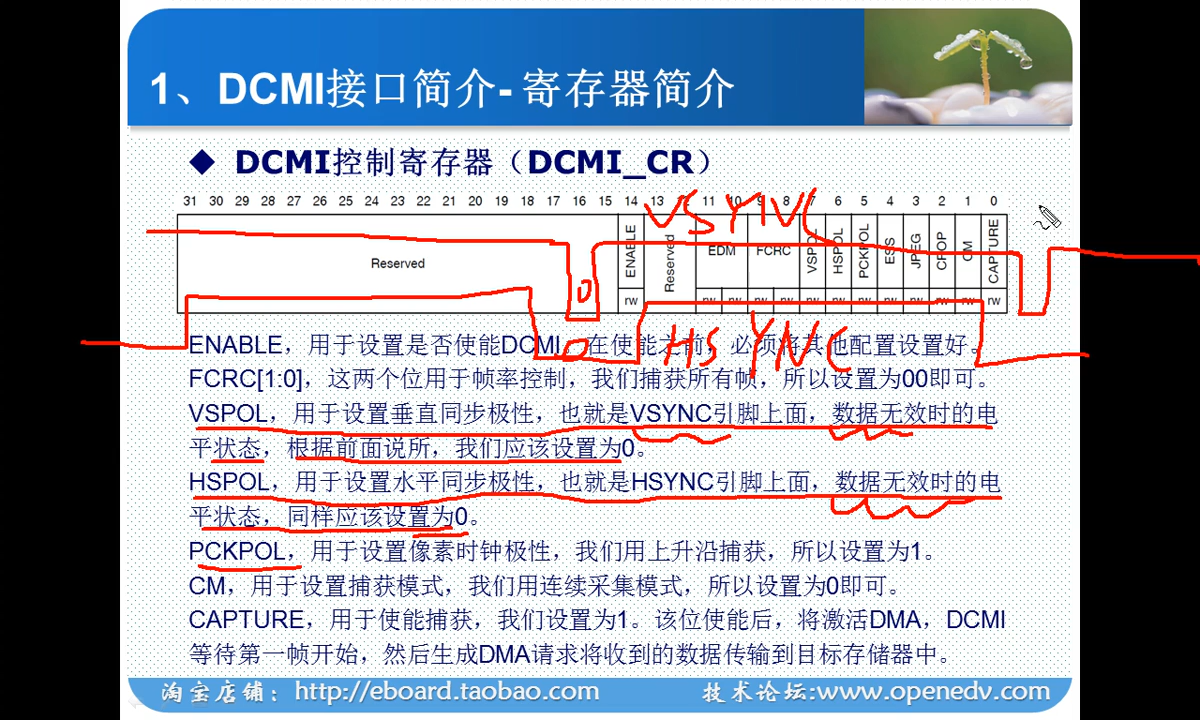 1、DCMI接口简介- 寄存器简介
◆ DCMI控制寄存器（DCMI_CR）
31 30 29 28 27 26 25 24 23 22 21 20 19 18 17 16 15 14 13 11 10 9 8 7 6 5 4 3 2 1 0
VSYNC
Reserved ENABLE Reserved EDM FCRC VSPOL HSPOL PCKPOL ESS JPEG CROP CM CAPTURE
0
rw rw rw rw rw rw rw rw rw rw rw rw rw rw
HSYNC
0
ENABLE，用于设置是否使能DCMI，在使能之前，必须将其他配置设置好。
FCRC[1:0]，这两个位用于帧率控制，我们捕获所有帧，所以设置为00即可。
VSPOL，用于设置垂直同步极性，也就是VSYNC引脚上面，数据无效时的电
平状态，根据前面说所，我们应该设置为0。
HSPOL，用于设置水平同步极性，也就是HSYNC引脚上面，数据无效时的电
平状态，同样应该设置为0。
PCKPOL，用于设置像素时钟极性，我们用上升沿捕获，所以设置为1。
CM，用于设置捕获模式，我们用连续采集模式，所以设置为0即可。
CAPTURE，用于使能捕获，我们设置为1。该位使能后，将激活DMA，DCMI
等待第一帧开始，然后生成DMA请求将收到的数据传输到目标存储器中。
淘宝店铺：http://eboard.taobao.com 技术论坛:www.openedv.com